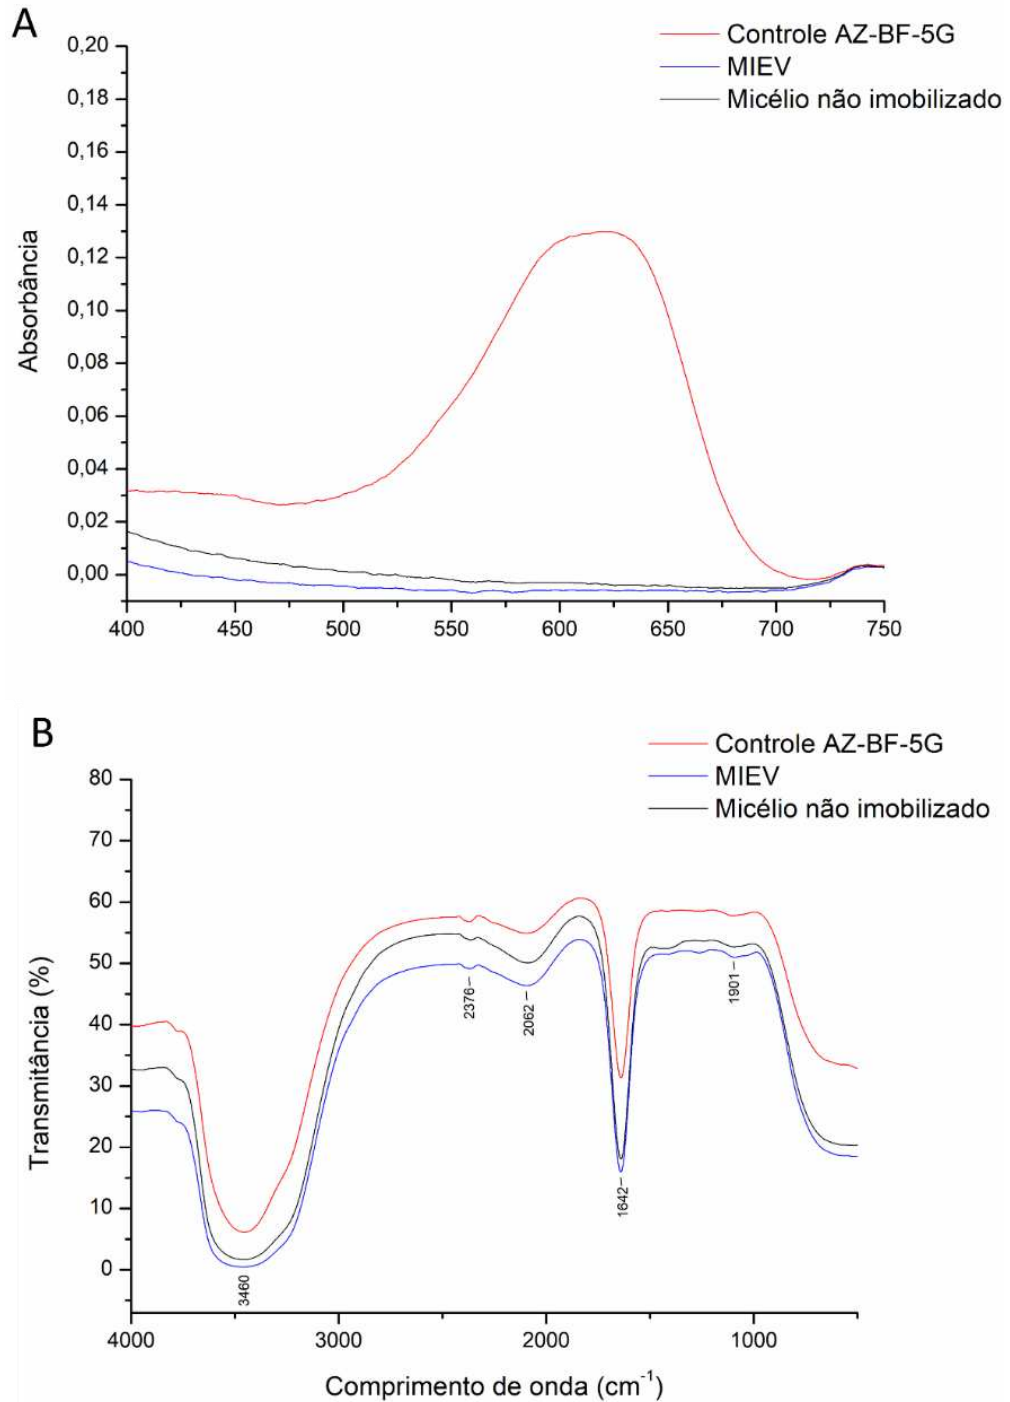 A
Controle AZ-BF-5G
MIEV
Micélio não imobilizado
0,20
0,18
0,16
0,14
0,12
0,10
0,08
0,06
0,04
0,02
0,00
Absorbância
400 450 500 550 600 650 700 750
B
Controle AZ-BF-5G
MIEV
Micélio não imobilizado
80
70
60
50
40
30
20
10
0
Transmitância (%)
3460
2376
2062
1642
1901
4000 3000 2000 1000
Comprimento de onda (cm⁻¹)